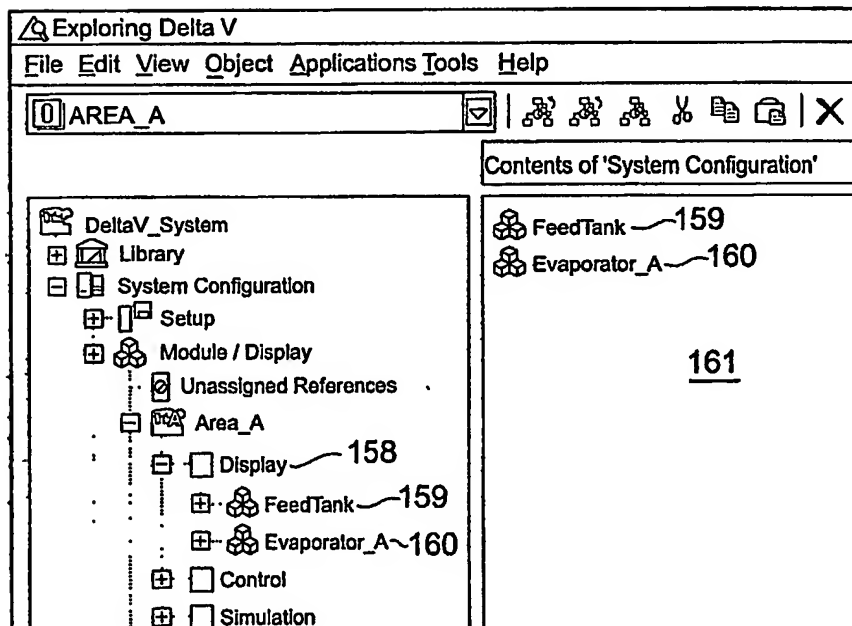 Exploring Delta V
File Edit View Object Applications Tools Help
AREA_A
Contents of 'System Configuration'
DeltaV_System
Library
System Configuration
Setup
Module / Display
Unassigned References
Area_A
Display 158
FeedTank 159
Evaporator_A 160
Control
Simulation
FeedTank 159
Evaporator_A 160
161